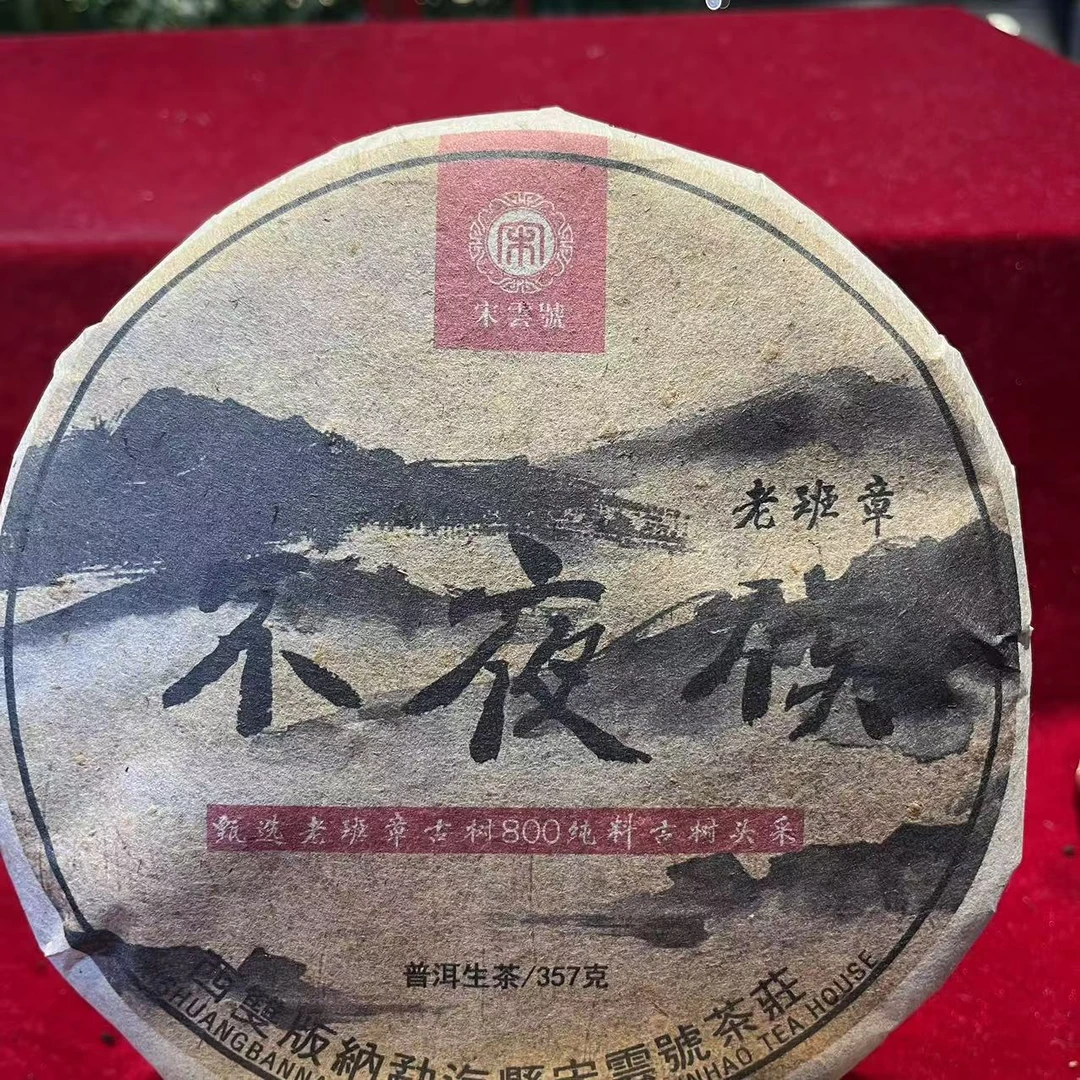 宋
宋雲號
老班章
不夜侯
甄选老班章古树800纯料古树头采
普洱生茶/357克
西雙版納勐海縣宋雲號茶莊
SHUANGBANNA NHAO TEA HOUSE